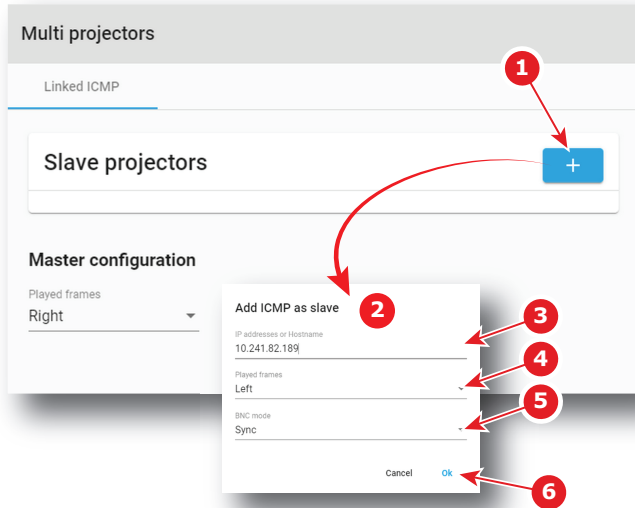 Multi projectors
1
Linked ICMP
Slave projectors
+
Master configuration
Played frames
Right
2
Add ICMP as slave
3
IP addresses or Hostname
10.241.82.189
4
Played frames
Left
5
BNC mode
Sync
Cancel Ok
6